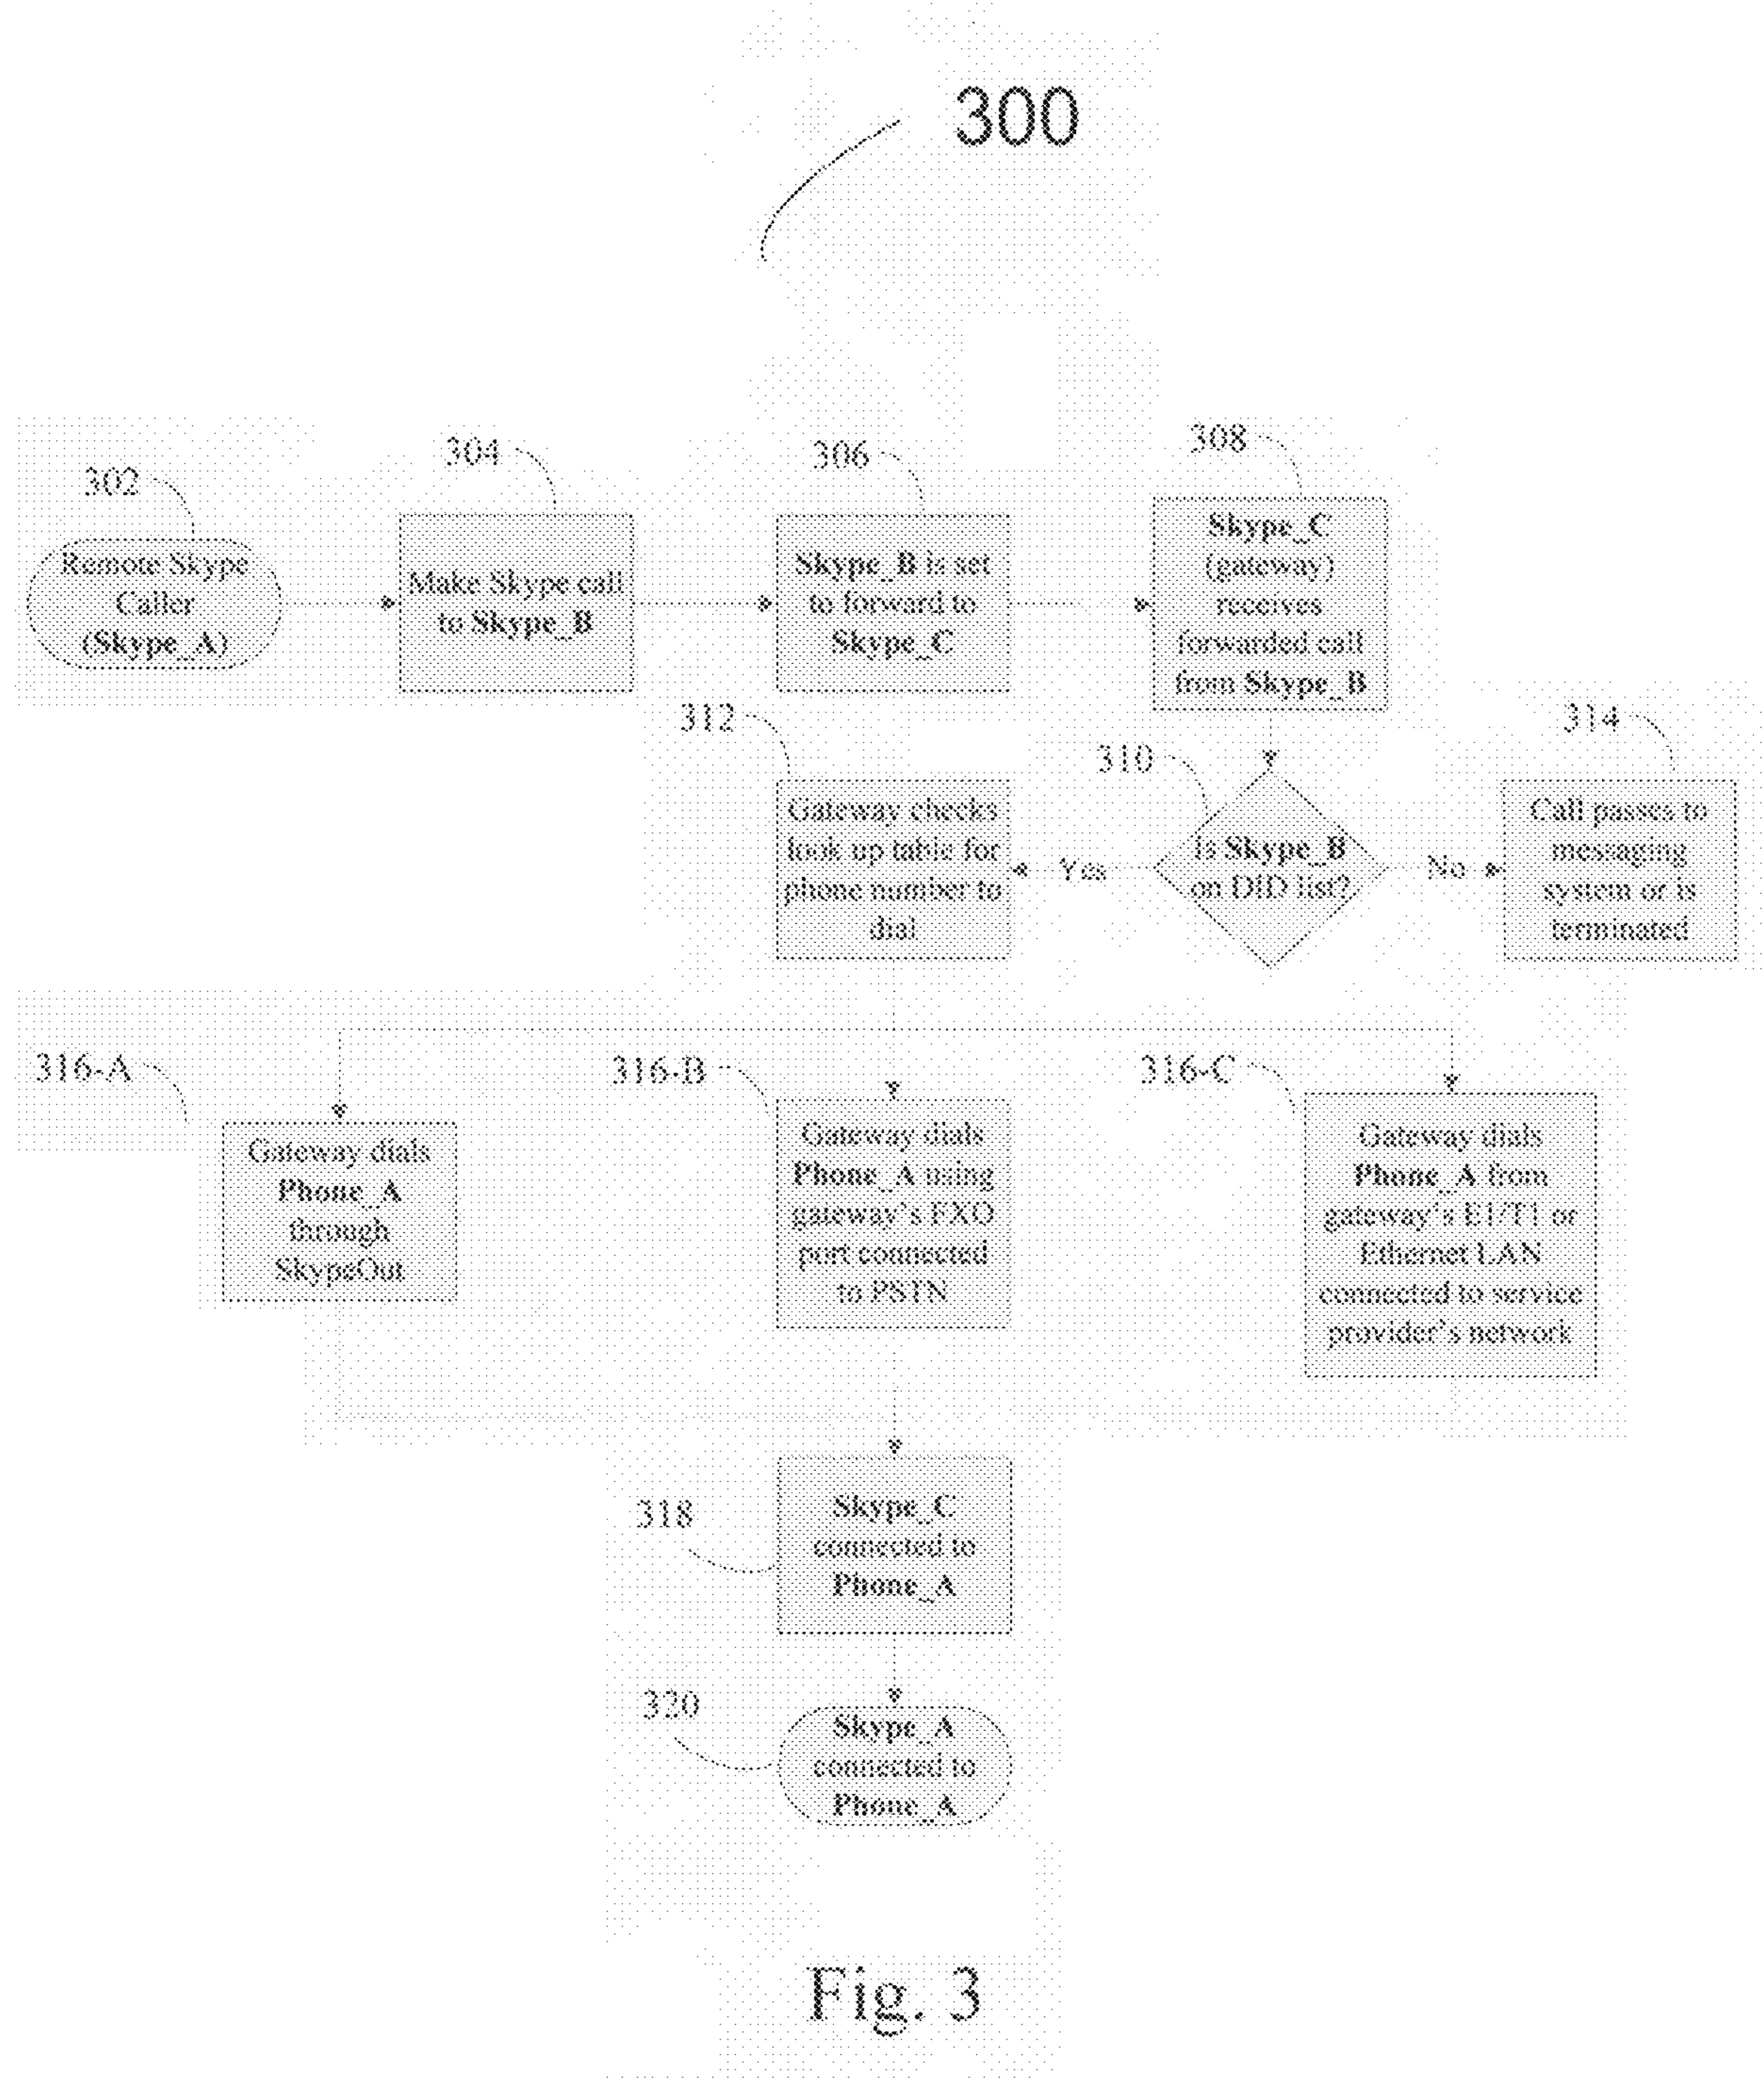 300
302
Remote Skype
Caller
(Skype_A)
304
Make Skype call
to Skype_B
306
Skype_B is set
to forward to
Skype_C
308
Skype_C
(gateway)
receives
forwarded call
from Skype_B
310
Is Skype_B
on DID list?
Yes
No
312
Gateway checks
look up table for
phone number to
dial
314
Call passes to
messaging
system or is
terminated
316-A
Gateway dials
Phone_A
through
SkypeOut
316-B
Gateway dials
Phone_A using
gateway's FXO
port connected
to PSTN
316-C
Gateway dials
Phone_A from
gateway's E1/T1 or
Ethernet LAN
connected to service
provider's network
318
Skype_C
connected to
Phone_A
320
Skype_A
connected to
Phone_A
Fig. 3